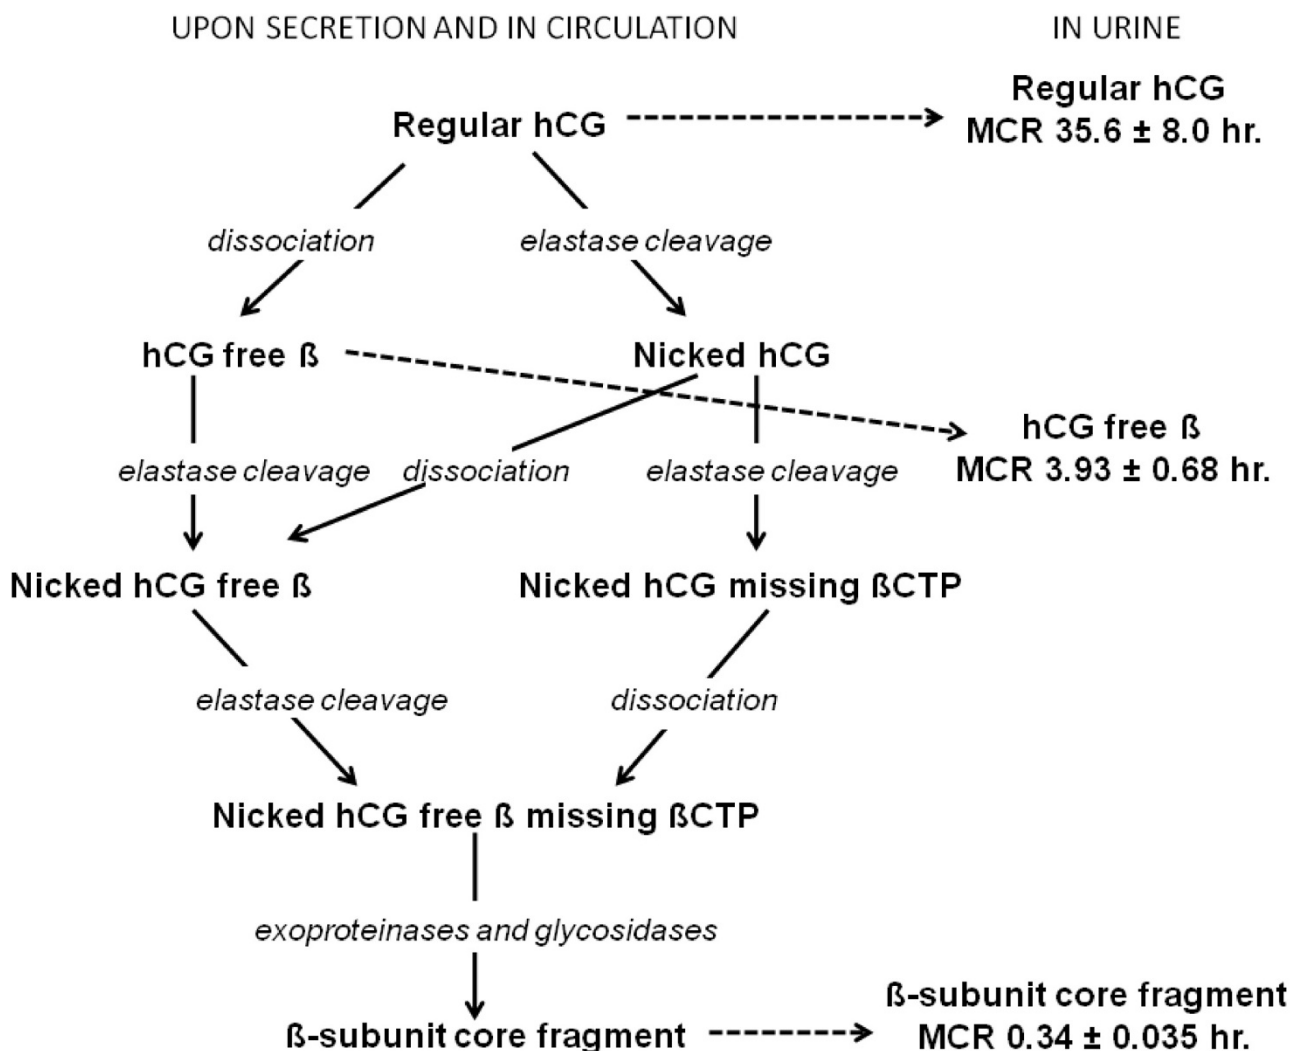 UPON SECRETION AND IN CIRCULATION
IN URINE
Regular hCG
Regular hCG
MCR 35.6 ± 8.0 hr.
dissociation
elastase cleavage
hCG free ß
Nicked hCG
hCG free ß
MCR 3.93 ± 0.68 hr.
elastase cleavage
dissociation
elastase cleavage
Nicked hCG free ß
Nicked hCG missing ßCTP
elastase cleavage
dissociation
Nicked hCG free ß missing ßCTP
exoproteinases and glycosidases
ß-subunit core fragment
ß-subunit core fragment
MCR 0.34 ± 0.035 hr.